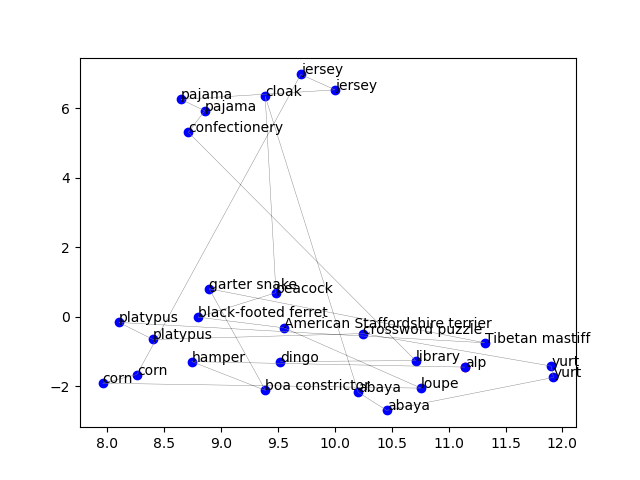 jersey
jersey
cloak
pajama
pajama
confectionery
6
4
2
garter snake
peacock
black-footed ferret
0
platypus
American Staffordshire terrier
crossword puzzle
platypus
Tibetan mastiff
hamper
dingo
library
yurt
alp
corn
yurt
corn
boa constrictor
abaya
loupe
−2
abaya
8.0 8.5 9.0 9.5 10.0 10.5 11.0 11.5 12.0